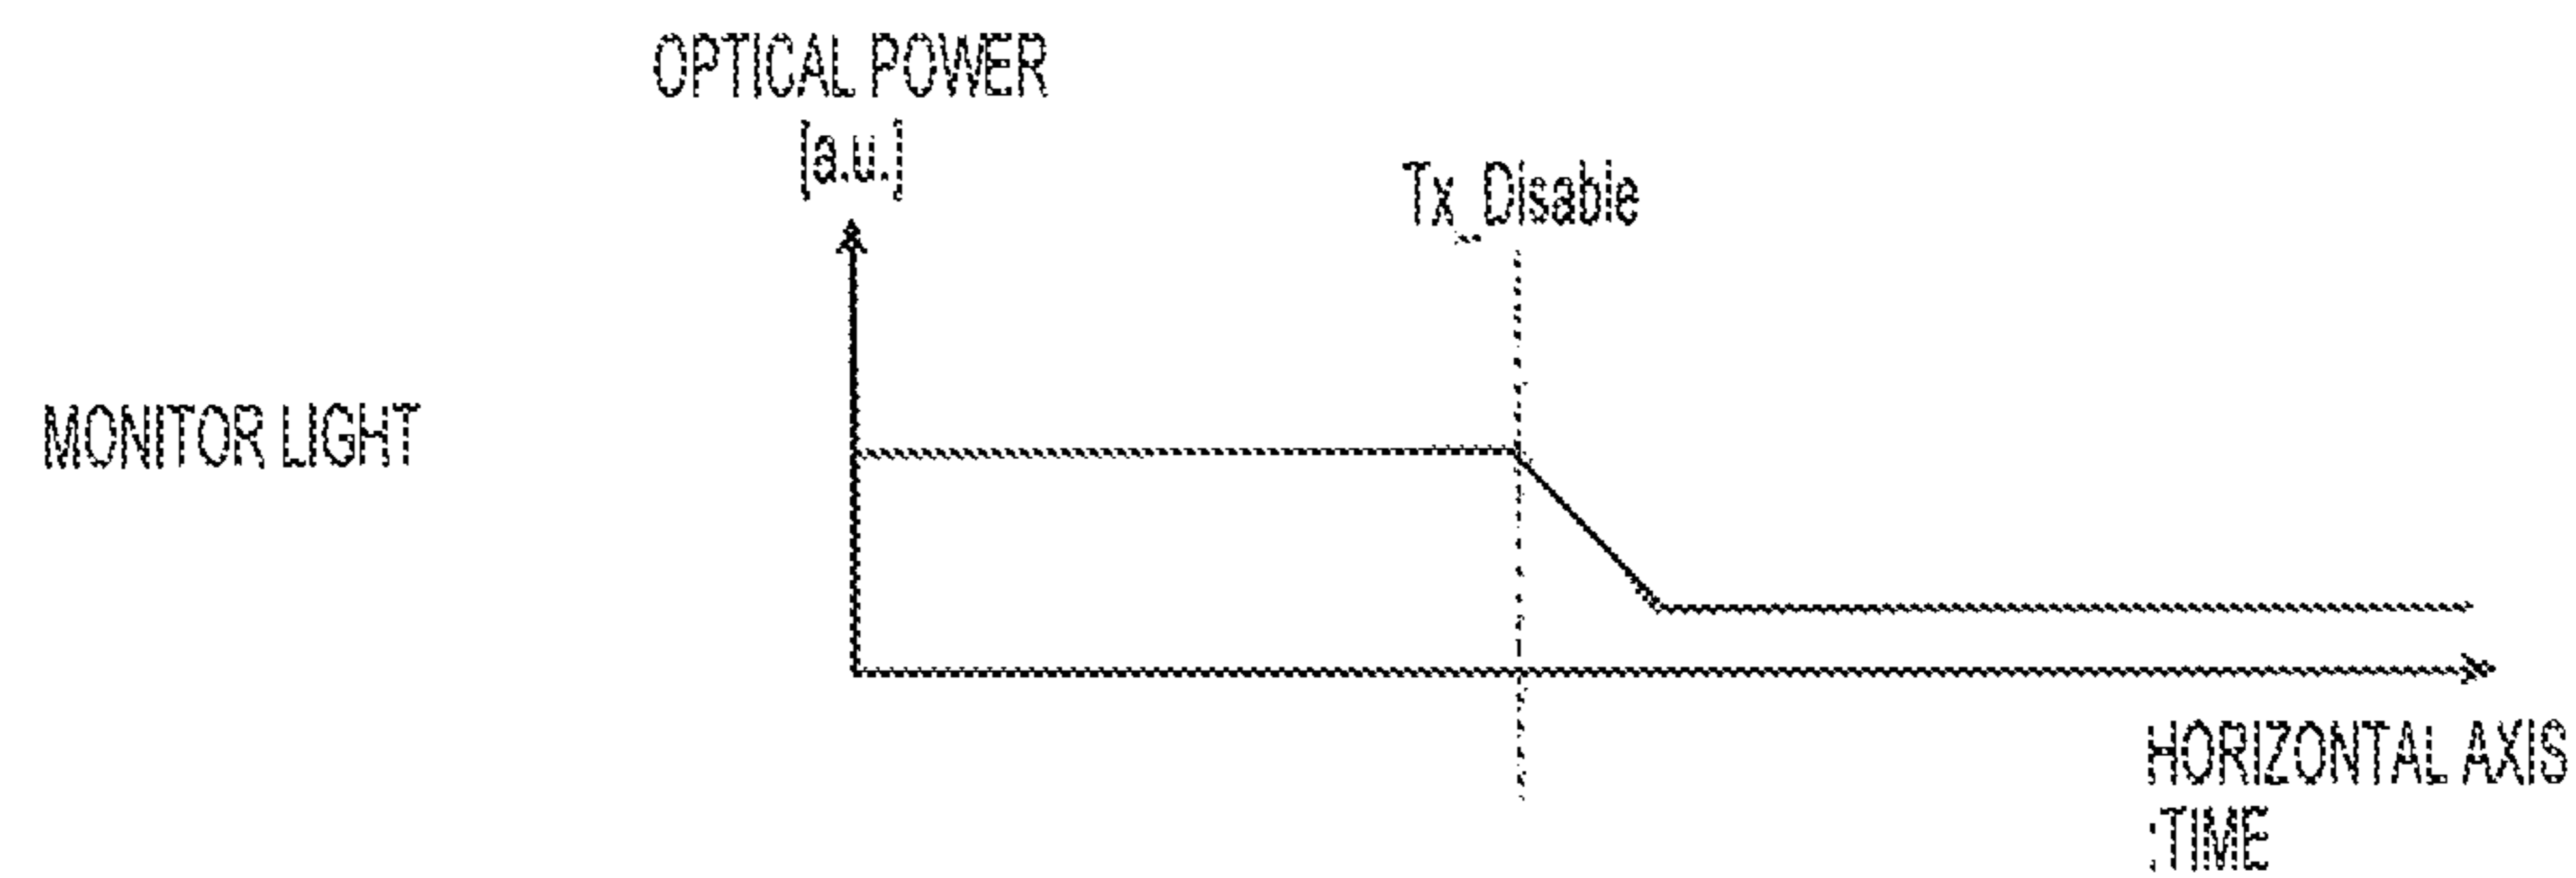 OPTICAL POWER
[a.u.]
Tx_Disable
MONITOR LIGHT
HORIZONTAL AXIS
:TIME